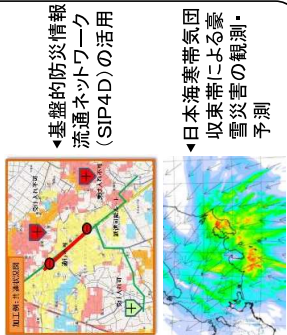 ◀基盤的防災情報
流通ネットワーク
（SIP4D）の活用
◀日本海寒帯気団
収束帯による豪
雪災害の観測・
予測